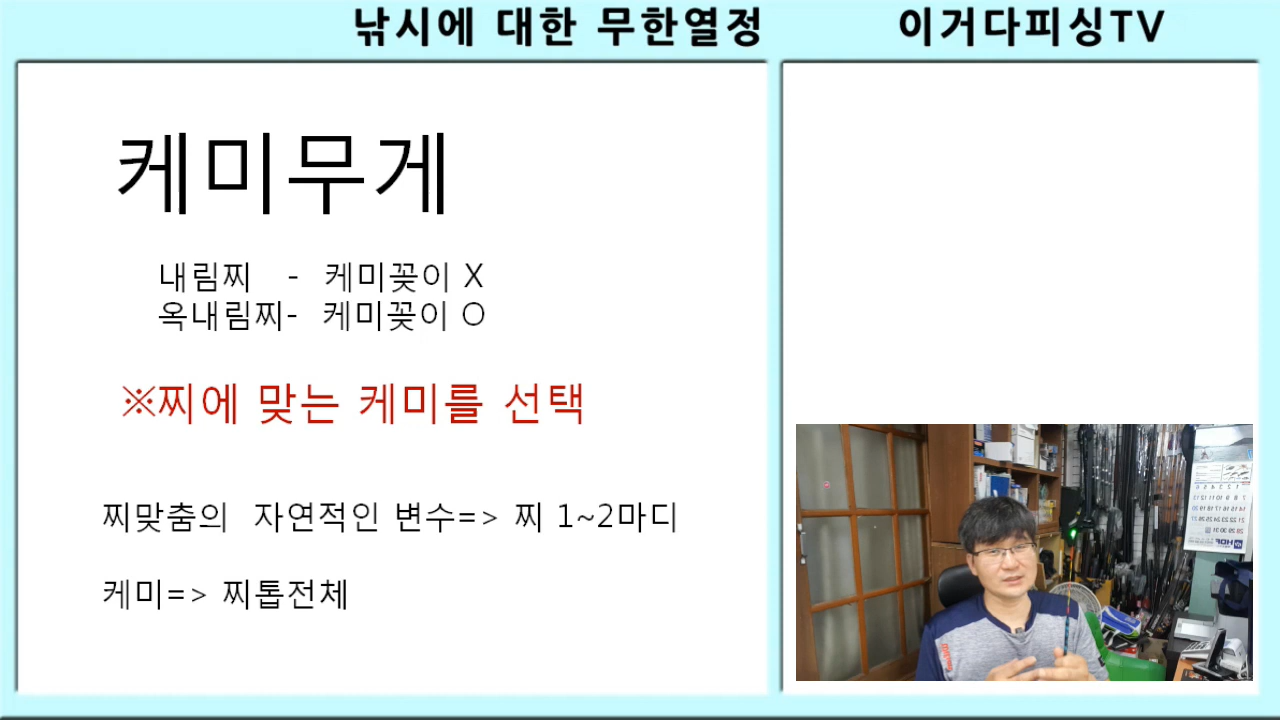 낚시에 대한 무한열정
이거다피싱TV
케미무게
내림찌 - 케미꽂이 X
옥내림찌- 케미꽂이 O
※찌에 맞는 케미를 선택
찌맞춤의 자연적인 변수=> 찌 1~2마디
케미=> 찌톱전체